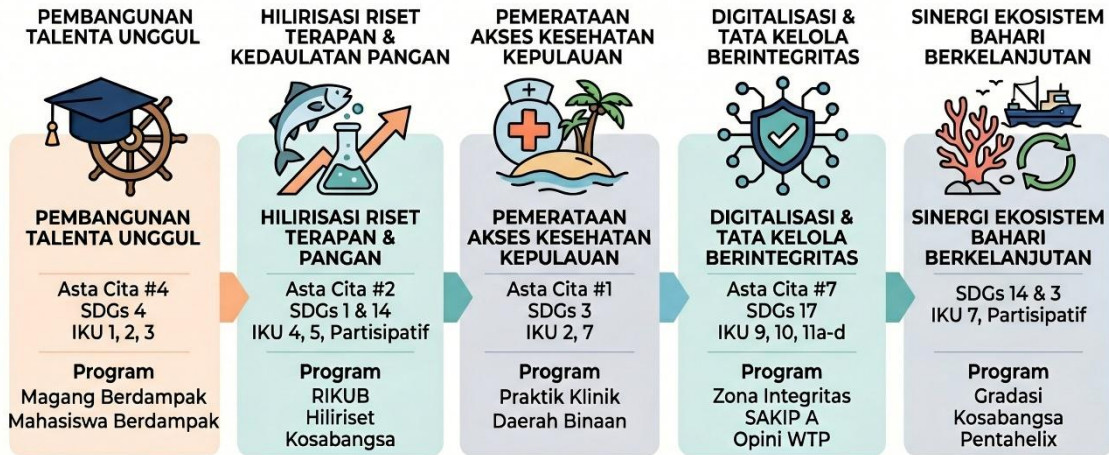 PEMBANGUNAN
TALENTA UNGGUL
PEMBANGUNAN
TALENTA UNGGUL
Asta Cita #4
SDGs 4
IKU 1, 2, 3
Program
Magang Berdampak
Mahasiswa Berdampak
HILIRISASI RISET
TERAPAN &
KEDAULATAN PANGAN
HILIRISASI RISET
TERAPAN &
PANGAN
Asta Cita #2
SDGs 1 & 14
IKU 4, 5, Partisipatif
Program
RIKUB
Hiliriset
Kosabangsa
PEMERATAAN
AKSES KESEHATAN
KEPULAUAN
PEMERATAAN
AKSES KESEHATAN
KEPULAUAN
Asta Cita #1
SDGs 3
IKU 2, 7
Program
Praktik Klinik
Daerah Binaan
DIGITALISASI &
TATA KELOLA
BERINTEGRITAS
DIGITALISASI &
TATA KELOLA
BERINTEGRITAS
Asta Cita #7
SDGs 17
IKU 9, 10, 11a-d
Program
Zona Integritas
SAKIP A
Opini WTP
SINERGI EKOSISTEM
BAHARI
BERKELANJUTAN
SINERGI EKOSISTEM
BAHARI
BERKELANJUTAN
SDGs 14 & 3
IKU 7, Partisipatif
Program
Gradasi
Kosabangsa
Pentahelix